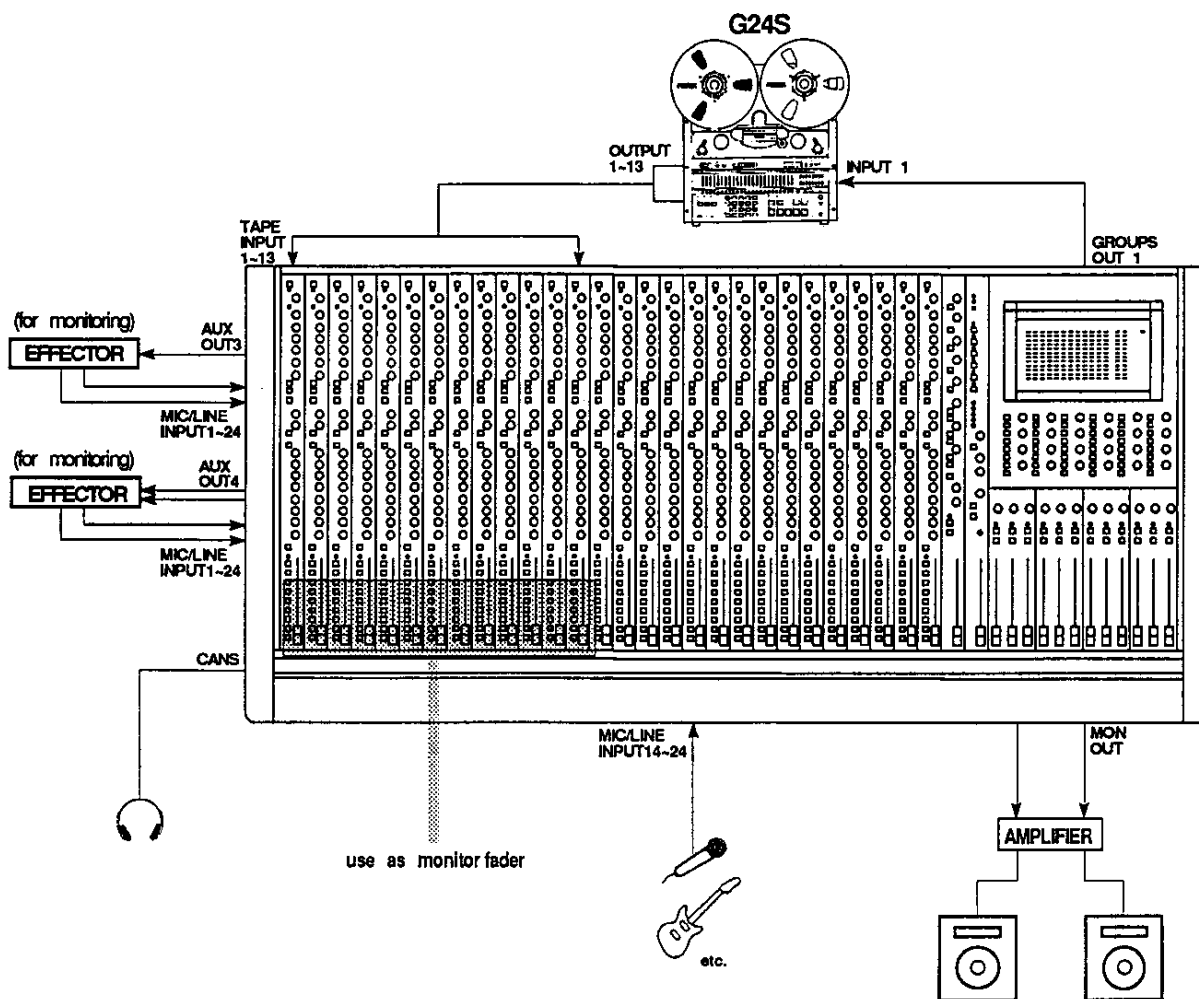 G24S
OUTPUT
1~13
INPUT 1
TAPE
INPUT
1~13
GROUPS
OUT 1
(for monitoring)
EFFECTOR
AUX
OUT3
MIC/LINE
INPUT1~24
(for monitoring)
EFFECTOR
AUX
OUT4
MIC/LINE
INPUT1~24
CANS
MIC/LINE
INPUT14~24
MON
OUT
use as monitor fader
AMPLIFIER
etc.